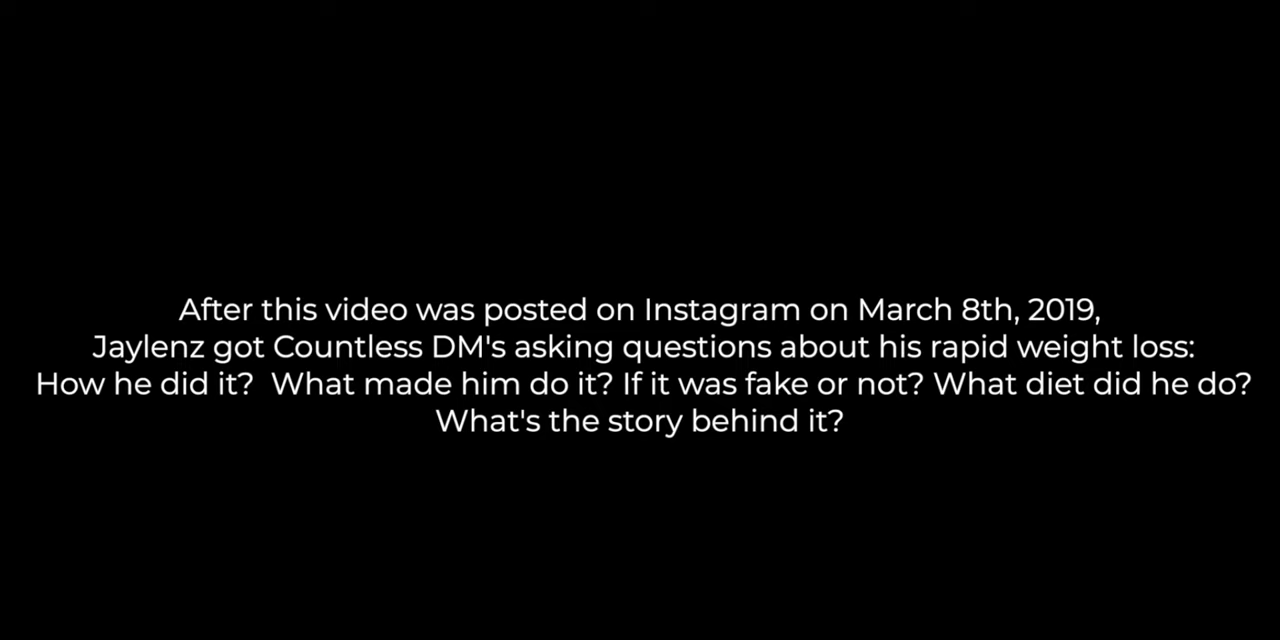 After this video was posted on Instagram on March 8th, 2019,
Jaylenz got Countless DM's asking questions about his rapid weight loss:
How he did it?  What made him do it? If it was fake or not? What diet did he do?
What's the story behind it?